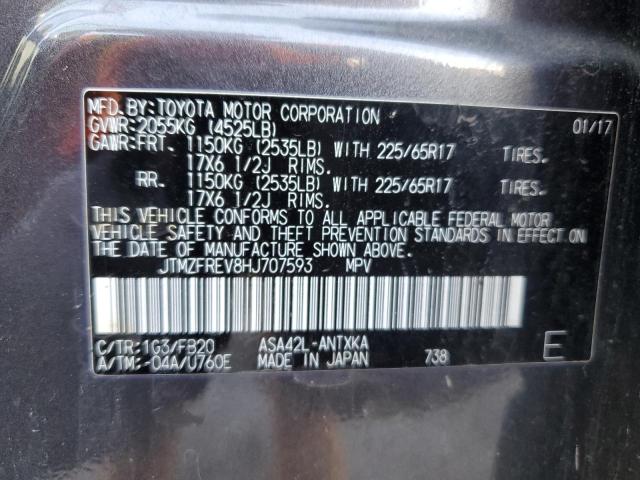 MFD.BY:TOYOTA MOTOR CORPORATION 01/17
GVWR:2055KG (4525LB)
GAWR:FRT. 1150KG (2535LB) WITH 225/65R17 TIRES.
17X6 1/2J RIMS.
RR. 1150KG (2535LB) WITH 225/65R17 TIRES.
17X6 1/2J RIMS.
THIS VEHICLE CONFORMS TO ALL APPLICABLE FEDERAL MOTOR
VEHICLE SAFETY AND THEFT PREVENTION STANDARDS IN EFFECT ON
THE DATE OF MANUFACTURE SHOWN ABOVE.
JTMZFREV8HJ707593 MPV
C/TR:1G3/FB20 ASA42L-ANTXKA
A/TM:-04A/U760E MADE IN JAPAN 738 E